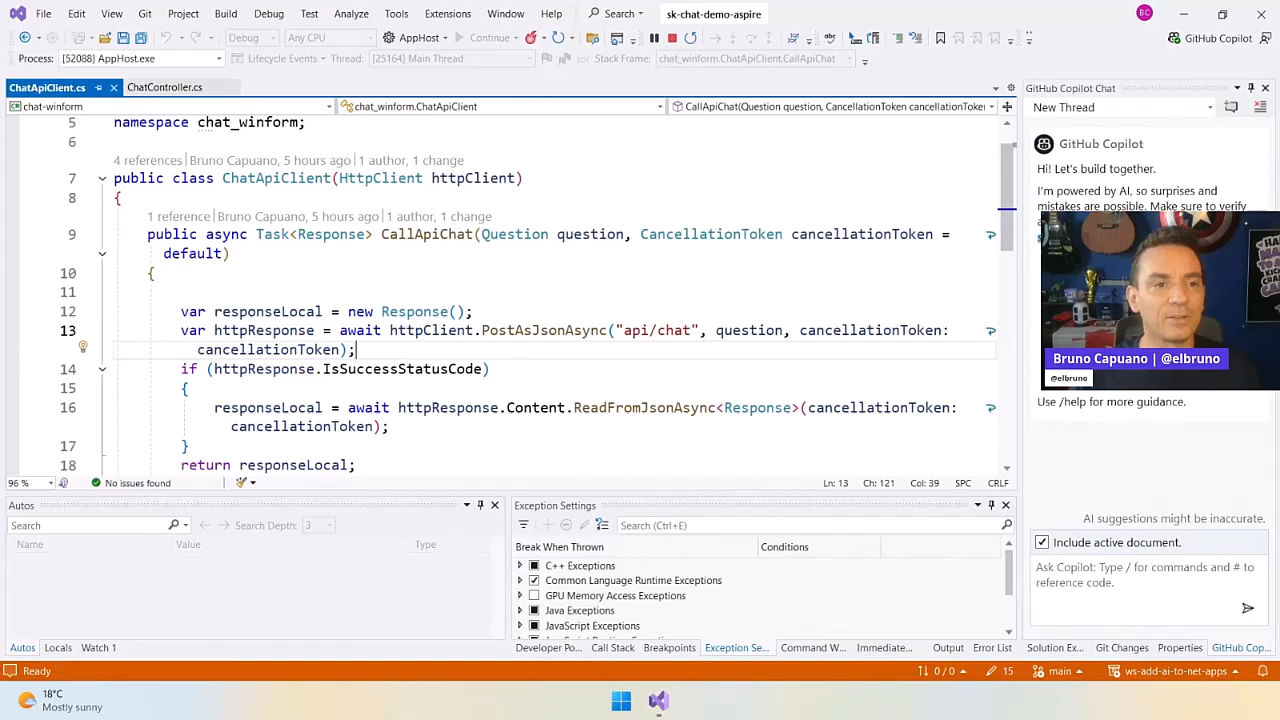 File Edit View Git Project Build Debug Test Analyze Tools Extensions Window Help Search sk-chat-demo-aspire BC
Debug Any CPU AppHost Continue GitHub Copilot
Process: [52088] AppHost.exe Lifecycle Events Thread: [25164] Main Thread Stack Frame: chat_winform.ChatApiClient.CallApiChat
ChatApiClient.cs ChatController.cs
chat-winform chat_winform.ChatApiClient CallApiChat(Question question, CancellationToken cancellationToken
5 namespace chat_winform;
6
4 references | Bruno Capuano, 5 hours ago | 1 author, 1 change
7 public class ChatApiClient(HttpClient httpClient)
8 {
1 reference | Bruno Capuano, 5 hours ago | 1 author, 1 change
9 public async Task<Response> CallApiChat(Question question, CancellationToken cancellationToken =
default)
10 {
11
12 var responseLocal = new Response();
13 var httpResponse = await httpClient.PostAsJsonAsync("api/chat", question, cancellationToken:
cancellationToken);
14 if (httpResponse.IsSuccessStatusCode)
15 {
16 responseLocal = await httpResponse.Content.ReadFromJsonAsync<Response>(cancellationToken:
cancellationToken);
17 }
18 return responseLocal;
96 % No issues found Ln: 13 Ch: 121 Col: 39 SPC CRLF
Autos
Search Search Depth: 3
Name Value Type
Exception Settings
Search (Ctrl+E)
Break When Thrown Conditions
C++ Exceptions
Common Language Runtime Exceptions
GPU Memory Access Exceptions
Java Exceptions
JavaScript Exceptions
Autos Locals Watch 1
Developer Po... Call Stack Breakpoints Exception Se... Command W... Immediate... Output Error List
GitHub Copilot Chat
New Thread
GitHub Copilot
Hi! Let's build together.
I'm powered by AI, so surprises and
mistakes are possible. Make sure to verify
Bruno Capuano | @elbruno
@elbruno
Use /help for more guidance.
AI suggestions might be inaccurate.
Include active document.
Ask Copilot: Type / for commands and # to
reference code.
Solution Ex... Git Changes Properties GitHub Cop...
Ready 0 / 0 15 main ws-add-ai-to-net-apps
18°C
Mostly sunny